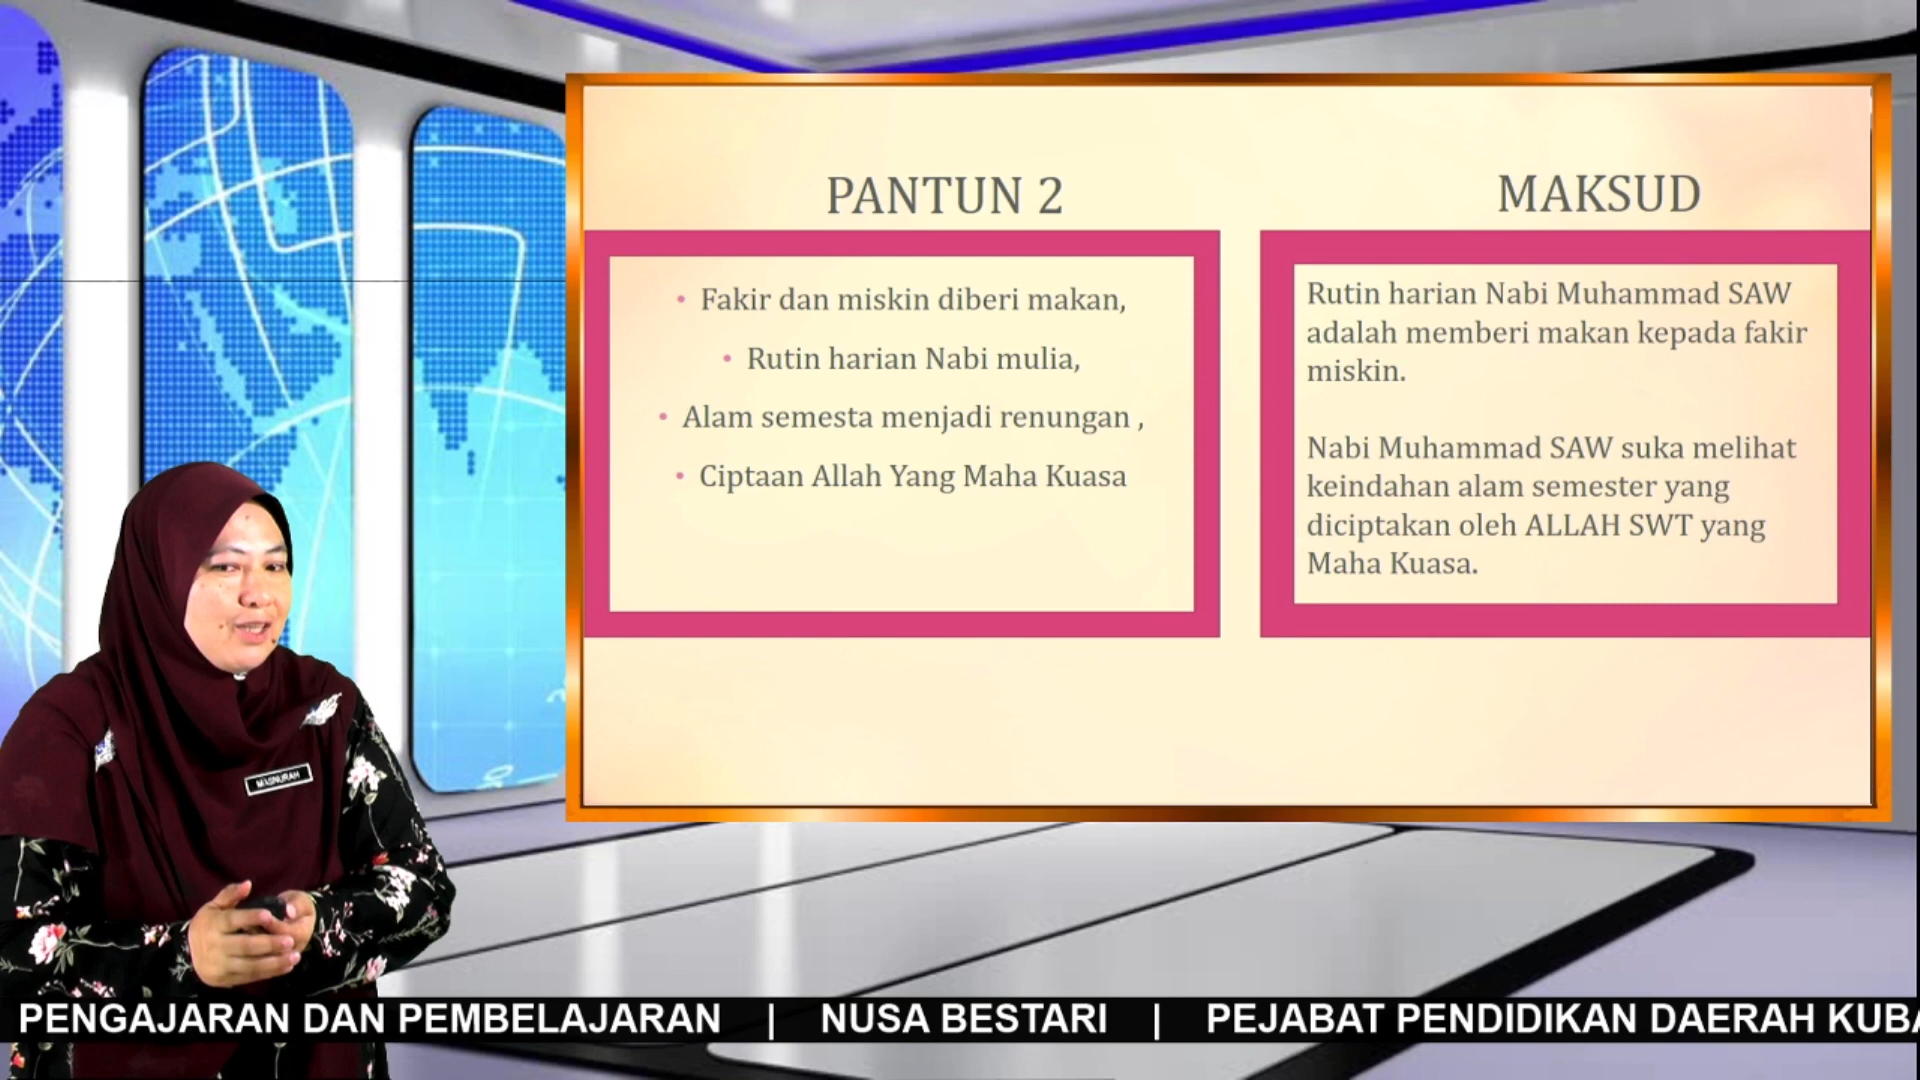 PANTUN 2
• Fakir dan miskin diberi makan,
• Rutin harian Nabi mulia,
• Alam semesta menjadi renungan ,
• Ciptaan Allah Yang Maha Kuasa
MAKSUD
Rutin harian Nabi Muhammad SAW
adalah memberi makan kepada fakir
miskin.
Nabi Muhammad SAW suka melihat
keindahan alam semester yang
diciptakan oleh ALLAH SWT yang
Maha Kuasa.
MASNURAH
PENGAJARAN DAN PEMBELAJARAN | NUSA BESTARI | PEJABAT PENDIDIKAN DAERAH KUBA